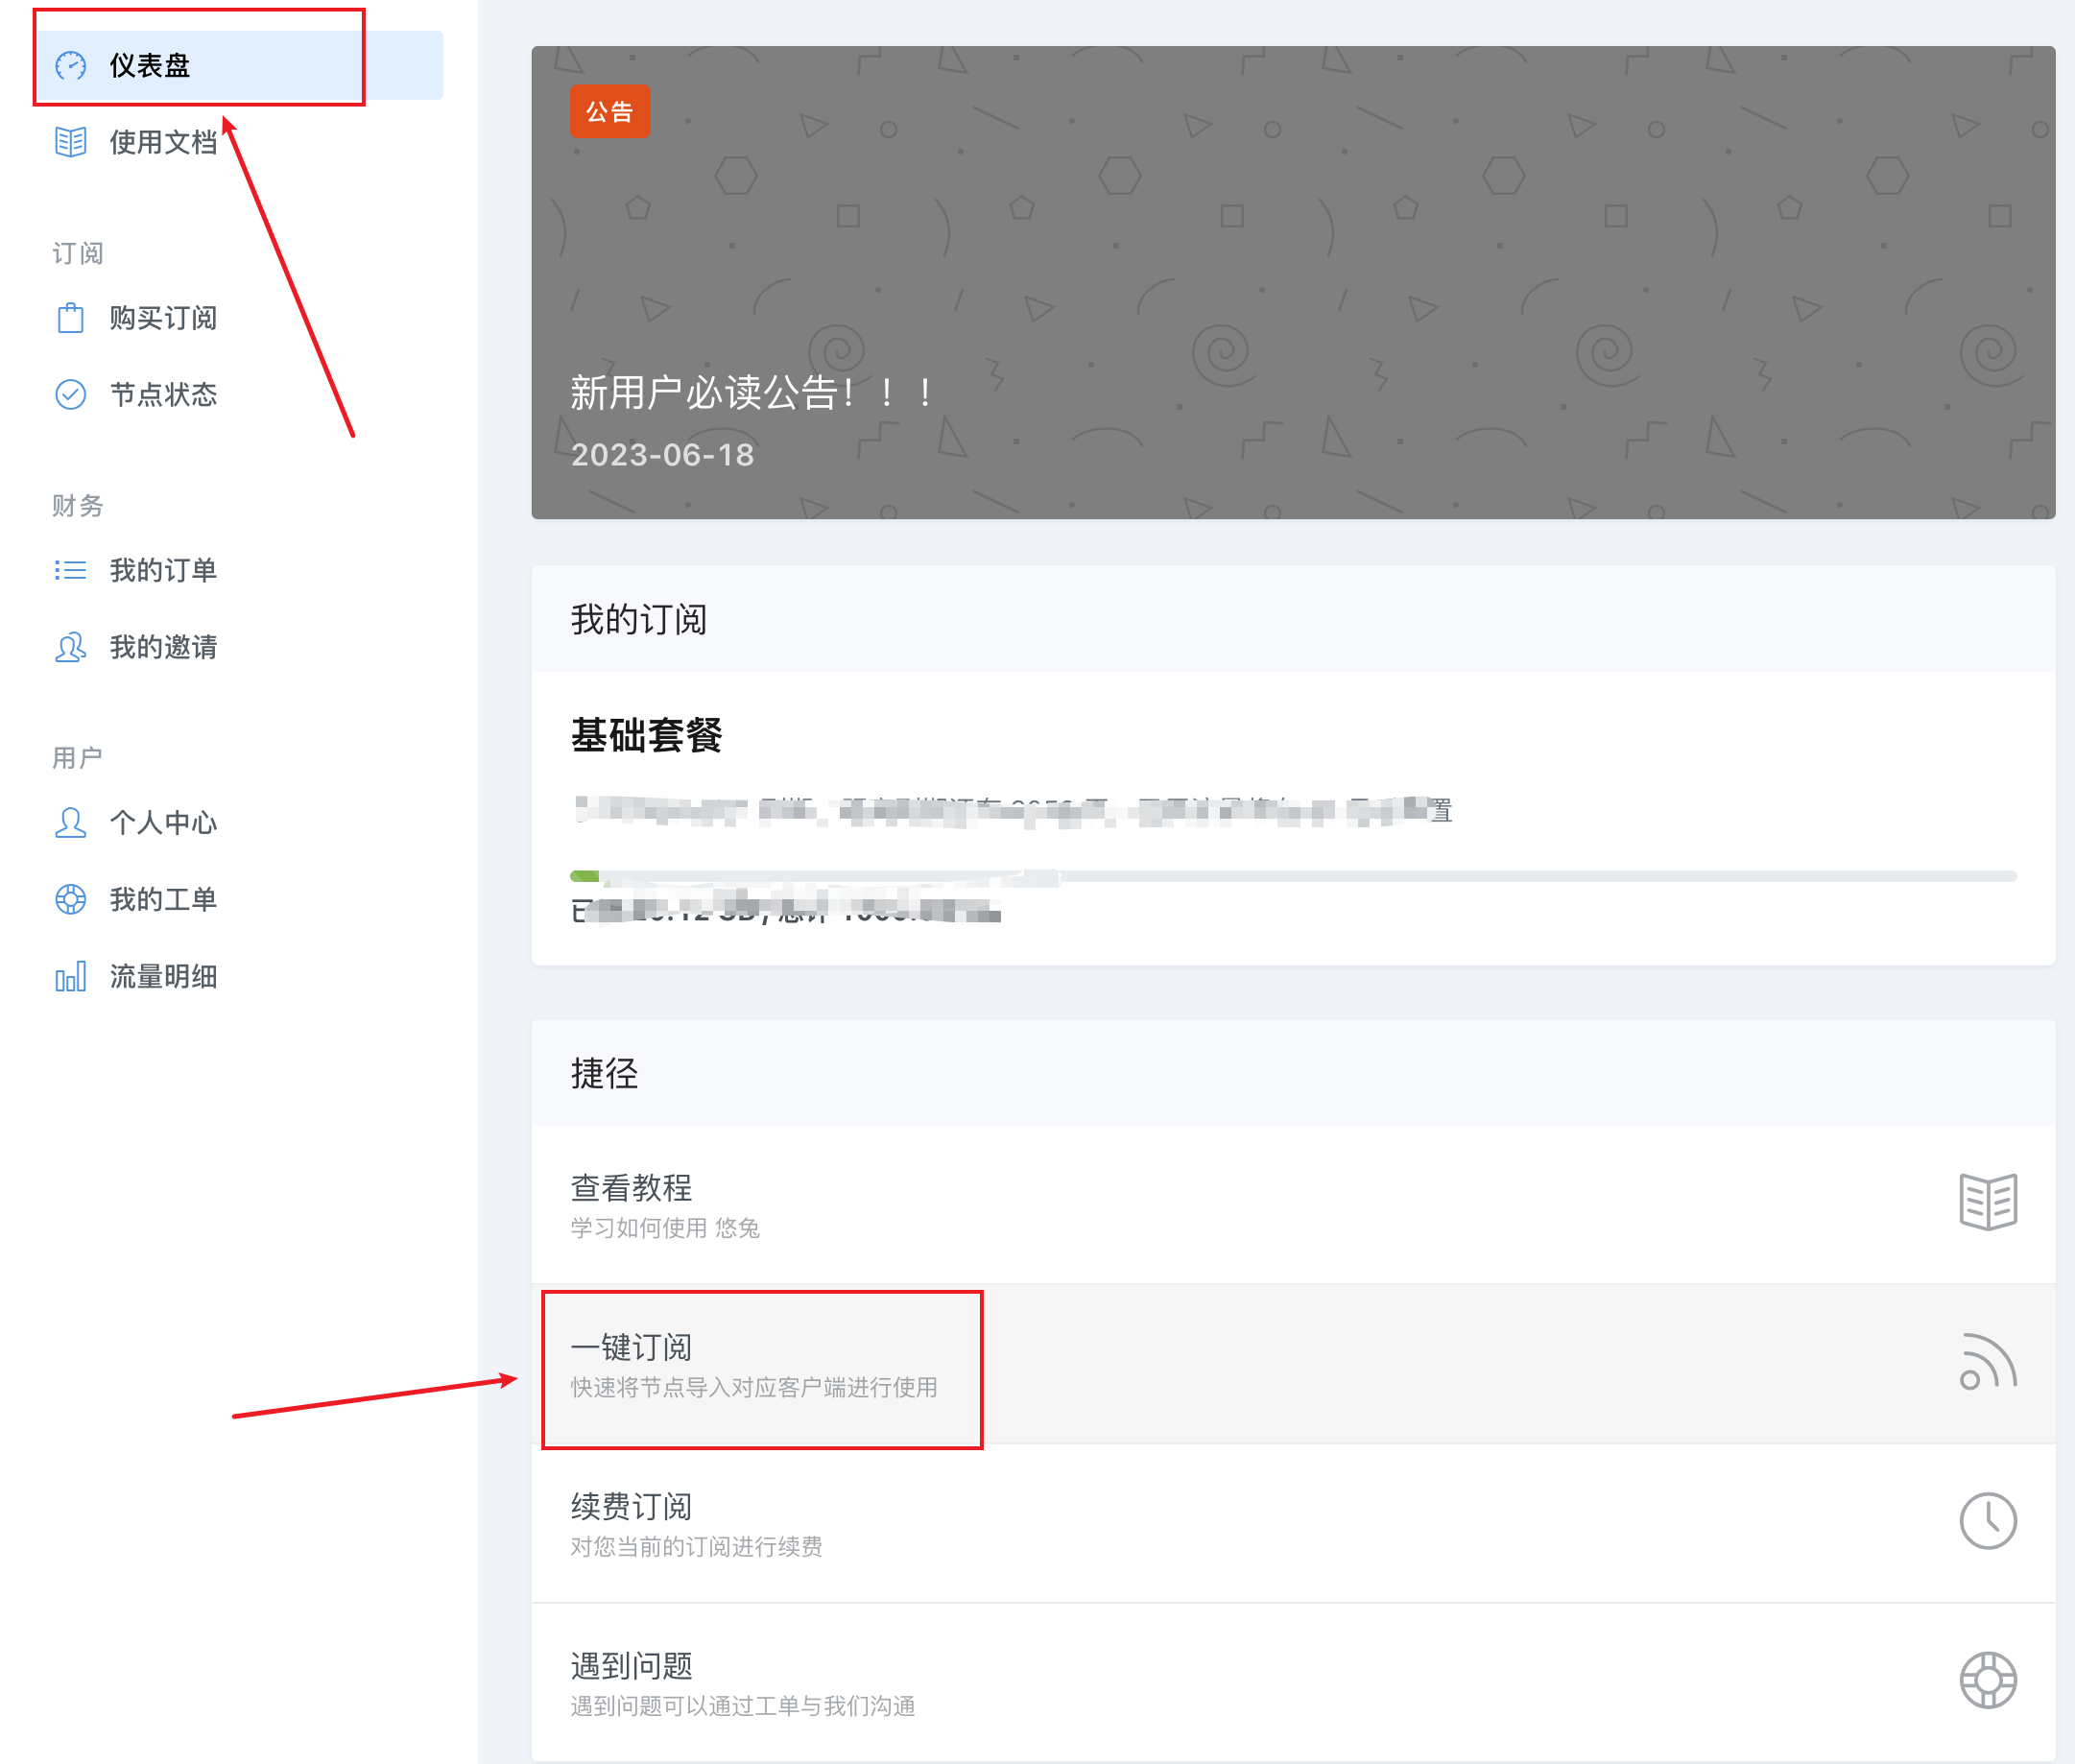 仪表盘
使用文档
订阅
购买订阅
节点状态
财务
我的订单
我的邀请
用户
个人中心
我的工单
流量明细
公告
新用户必读公告！！！
2023-06-18
我的订阅
基础套餐
置
捷径
查看教程
学习如何使用 悠兔
一键订阅
快速将节点导入对应客户端进行使用
续费订阅
对您当前的订阅进行续费
遇到问题
遇到问题可以通过工单与我们沟通